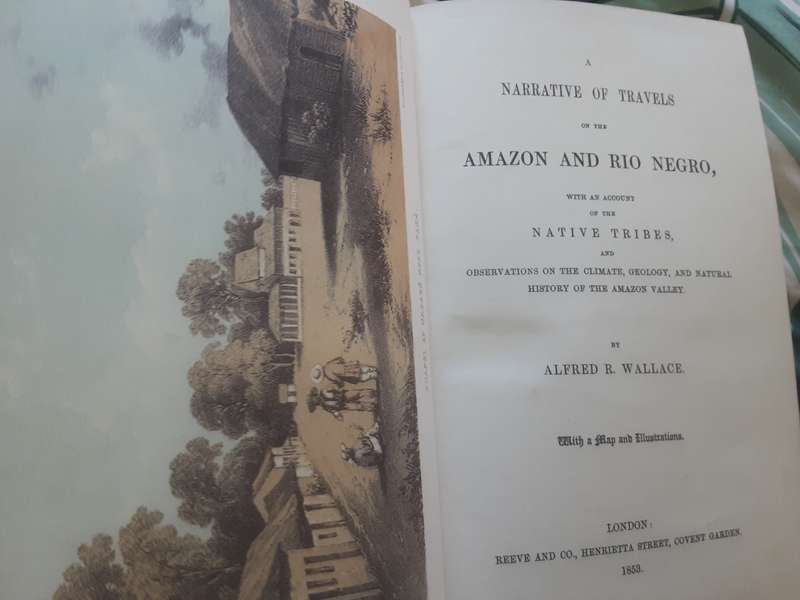 A
NARRATIVE OF TRAVELS
ON THE
AMAZON AND RIO NEGRO,
WITH AN ACCOUNT
OF THE
NATIVE TRIBES,
AND
OBSERVATIONS ON THE CLIMATE, GEOLOGY, AND NATURAL
HISTORY OF THE AMAZON VALLEY.
BY
ALFRED R. WALLACE.
With a Map and Illustrations.
LONDON:
REEVE AND CO., HENRIETTA STREET, COVENT GARDEN.
1853.